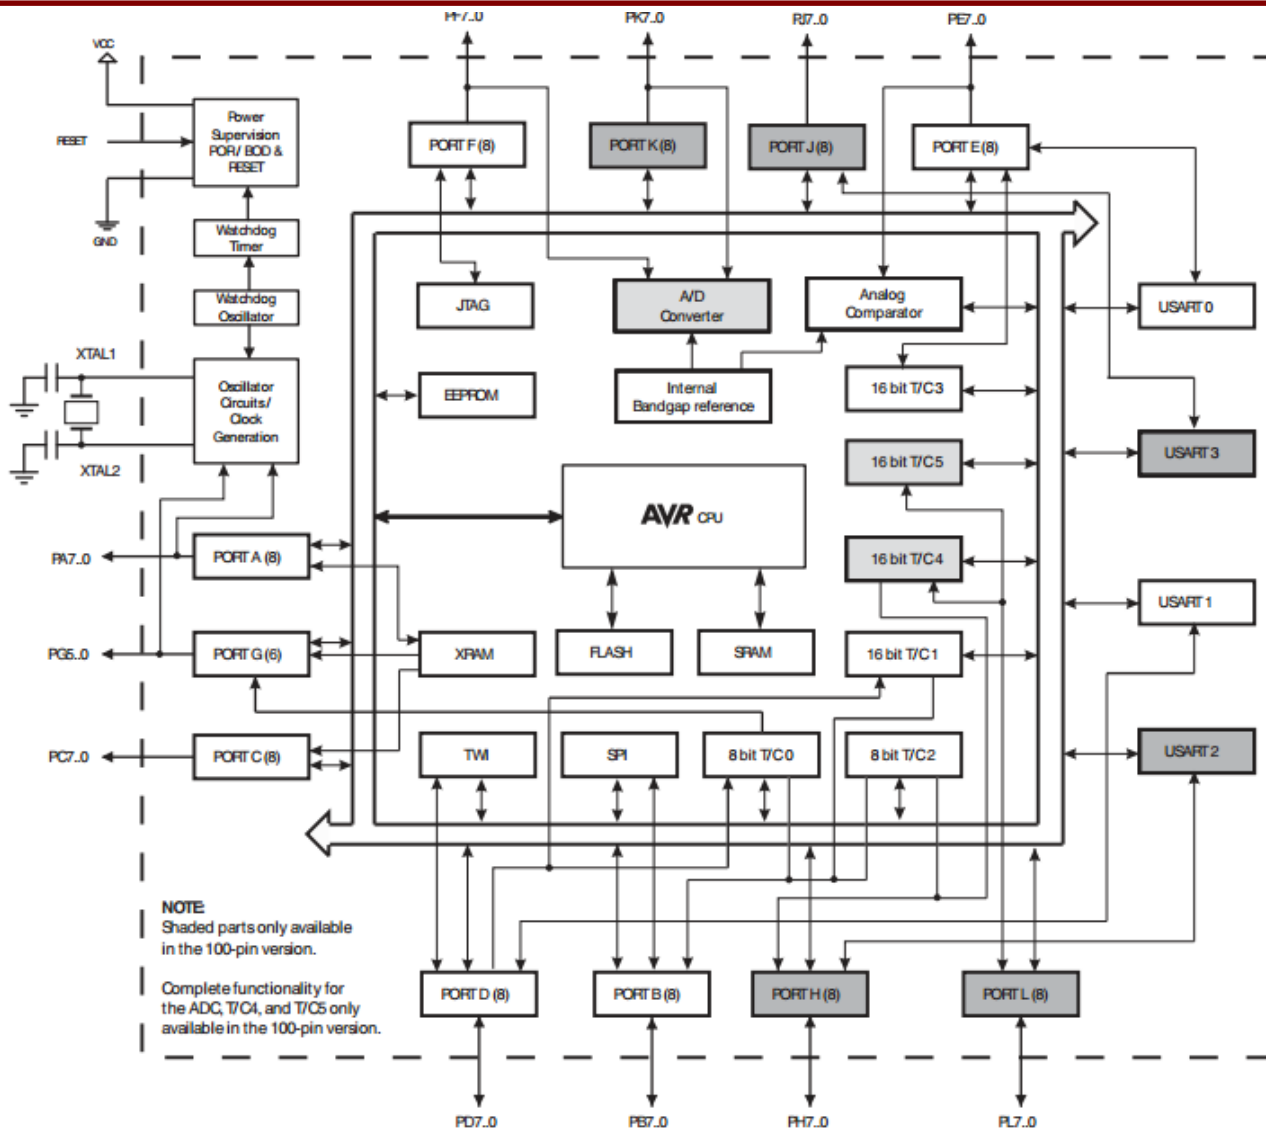 PF7..0
PK7..0
PJ7..0
PE7..0
VCC
RESET
GND
Power
Supervision
POR/ BOD &
RESET
PORT F (8)
PORT K (8)
PORT J (8)
PORT E (8)
Watchdog
Timer
Watchdog
Oscillator
JTAG
A/D
Converter
Analog
Comparator
USART 0
XTAL1
Oscillator
Circuits/
Clock
Generation
XTAL2
EEPROM
Internal
Bandgap reference
16 bit T/C3
16 bit T/C5
USART 3
AVR CPU
PA7..0
PORT A (8)
16 bit T/C4
USART 1
PG5..0
PORT G (6)
XRAM
FLASH
SRAM
16 bit T/C1
PC7..0
PORT C (8)
TWI
SPI
8 bit T/C0
8 bit T/C2
USART 2
NOTE:
Shaded parts only available
in the 100-pin version.
Complete functionality for
the ADC, T/C4, and T/C5 only
available in the 100-pin version.
PORT D (8)
PORT B (8)
PORT H (8)
PORT L (8)
PD7..0
PB7..0
PH7..0
PL7..0